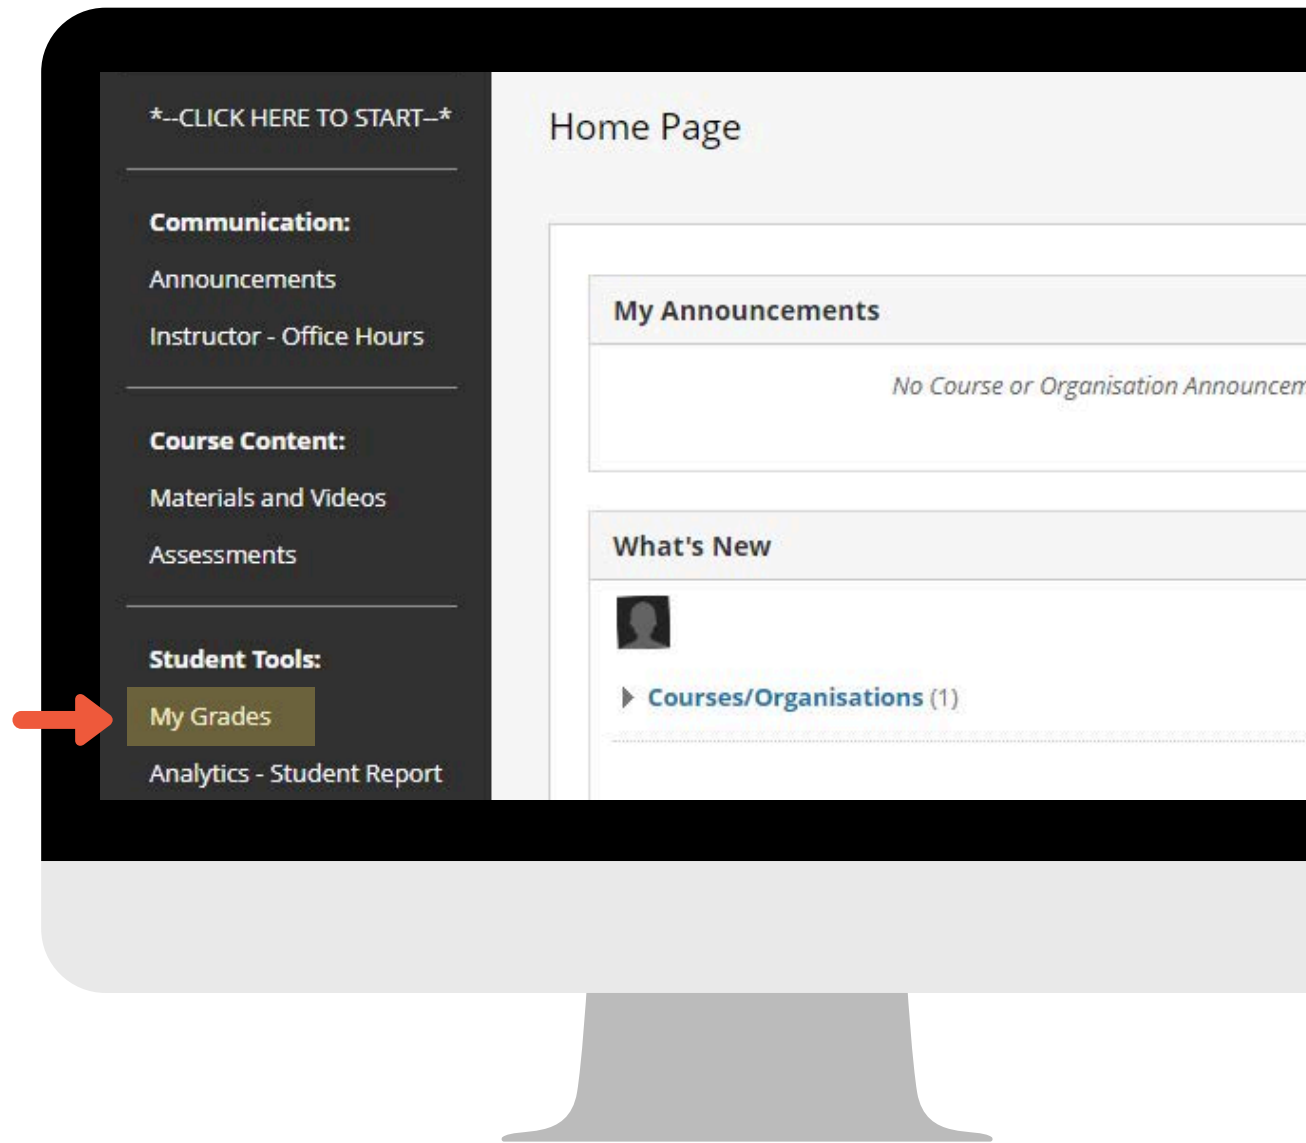 *--CLICK HERE TO START--*
Communication:
Announcements
Instructor - Office Hours
Course Content:
Materials and Videos
Assessments
Student Tools:
My Grades
Analytics - Student Report
Home Page
My Announcements
No Course or Organisation
What's New
Courses/Organisations (1)